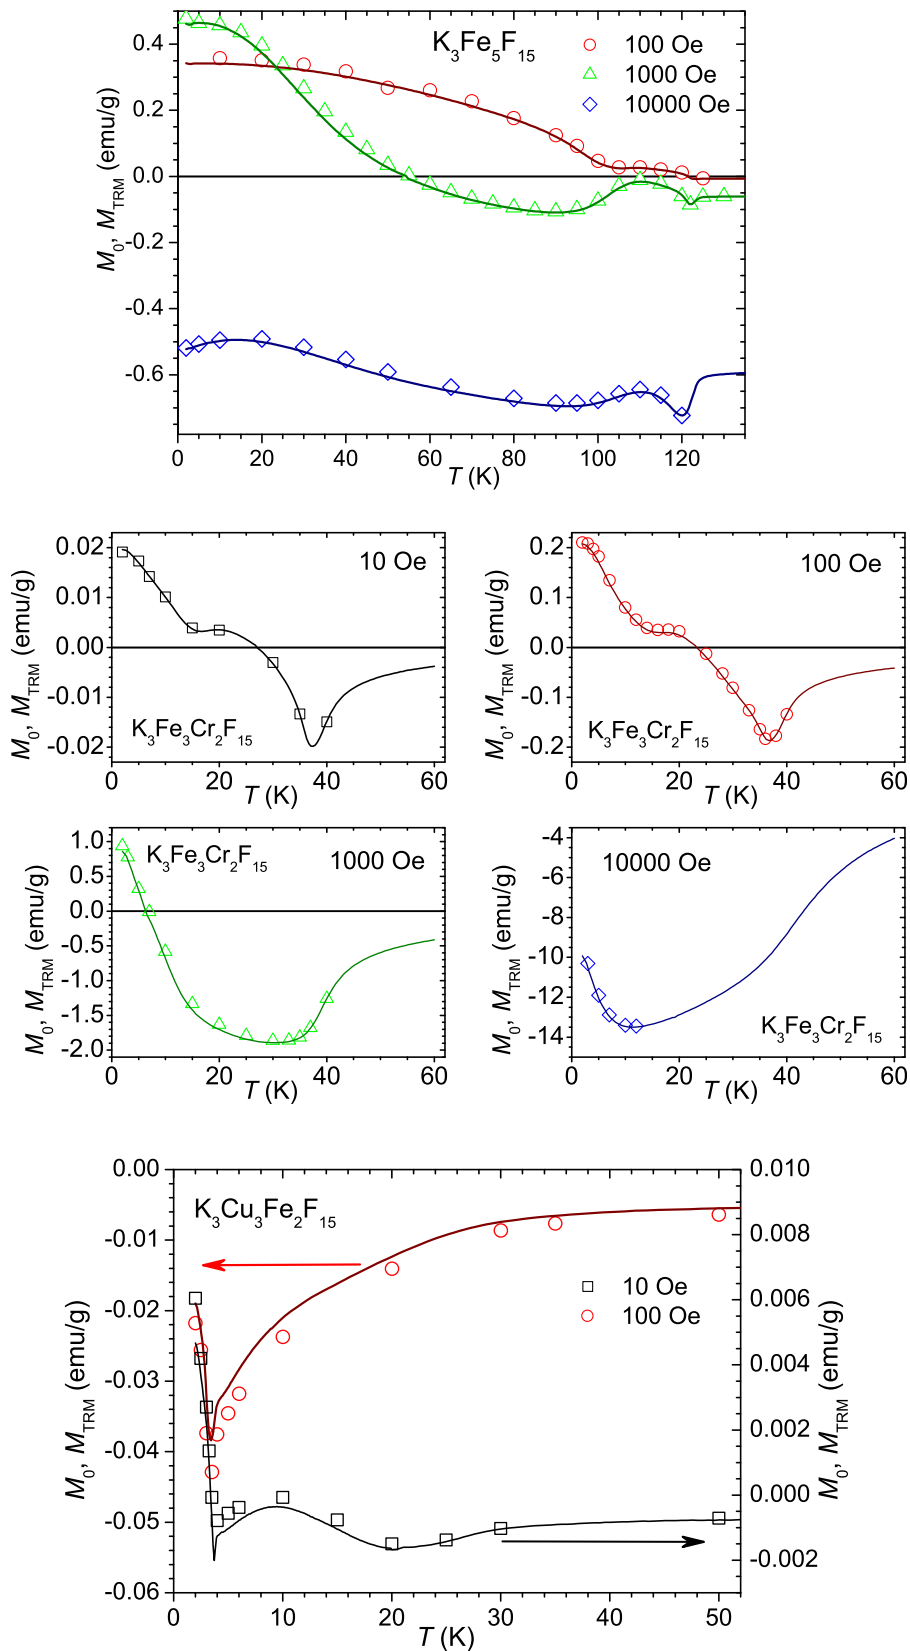 K3Fe5F15
100 Oe
1000 Oe
10000 Oe
M0, MTRM (emu/g)
0.4
0.2
0.0
-0.2
-0.4
-0.6
0 20 40 60 80 100 120
T (K)
10 Oe
K3Fe3Cr2F15
M0, MTRM (emu/g)
0.02
0.01
0.00
-0.01
-0.02
0 20 40 60
T (K)
100 Oe
K3Fe3Cr2F15
M0, MTRM (emu/g)
0.2
0.1
0.0
-0.1
-0.2
0 20 40 60
T (K)
K3Fe3Cr2F15
1000 Oe
M0, MTRM (emu/g)
1.0
0.5
0.0
-0.5
-1.0
-1.5
-2.0
0 20 40 60
T (K)
10000 Oe
K3Fe3Cr2F15
M0, MTRM (emu/g)
-4
-6
-8
-10
-12
-14
0 20 40 60
T (K)
K3Cu3Fe2F15
10 Oe
100 Oe
M0, MTRM (emu/g)
0.00
-0.01
-0.02
-0.03
-0.04
-0.05
-0.06
0 10 20 30 40 50
T (K)
0.010
0.008
0.006
0.004
0.002
0.000
-0.002
M0, MTRM (emu/g)